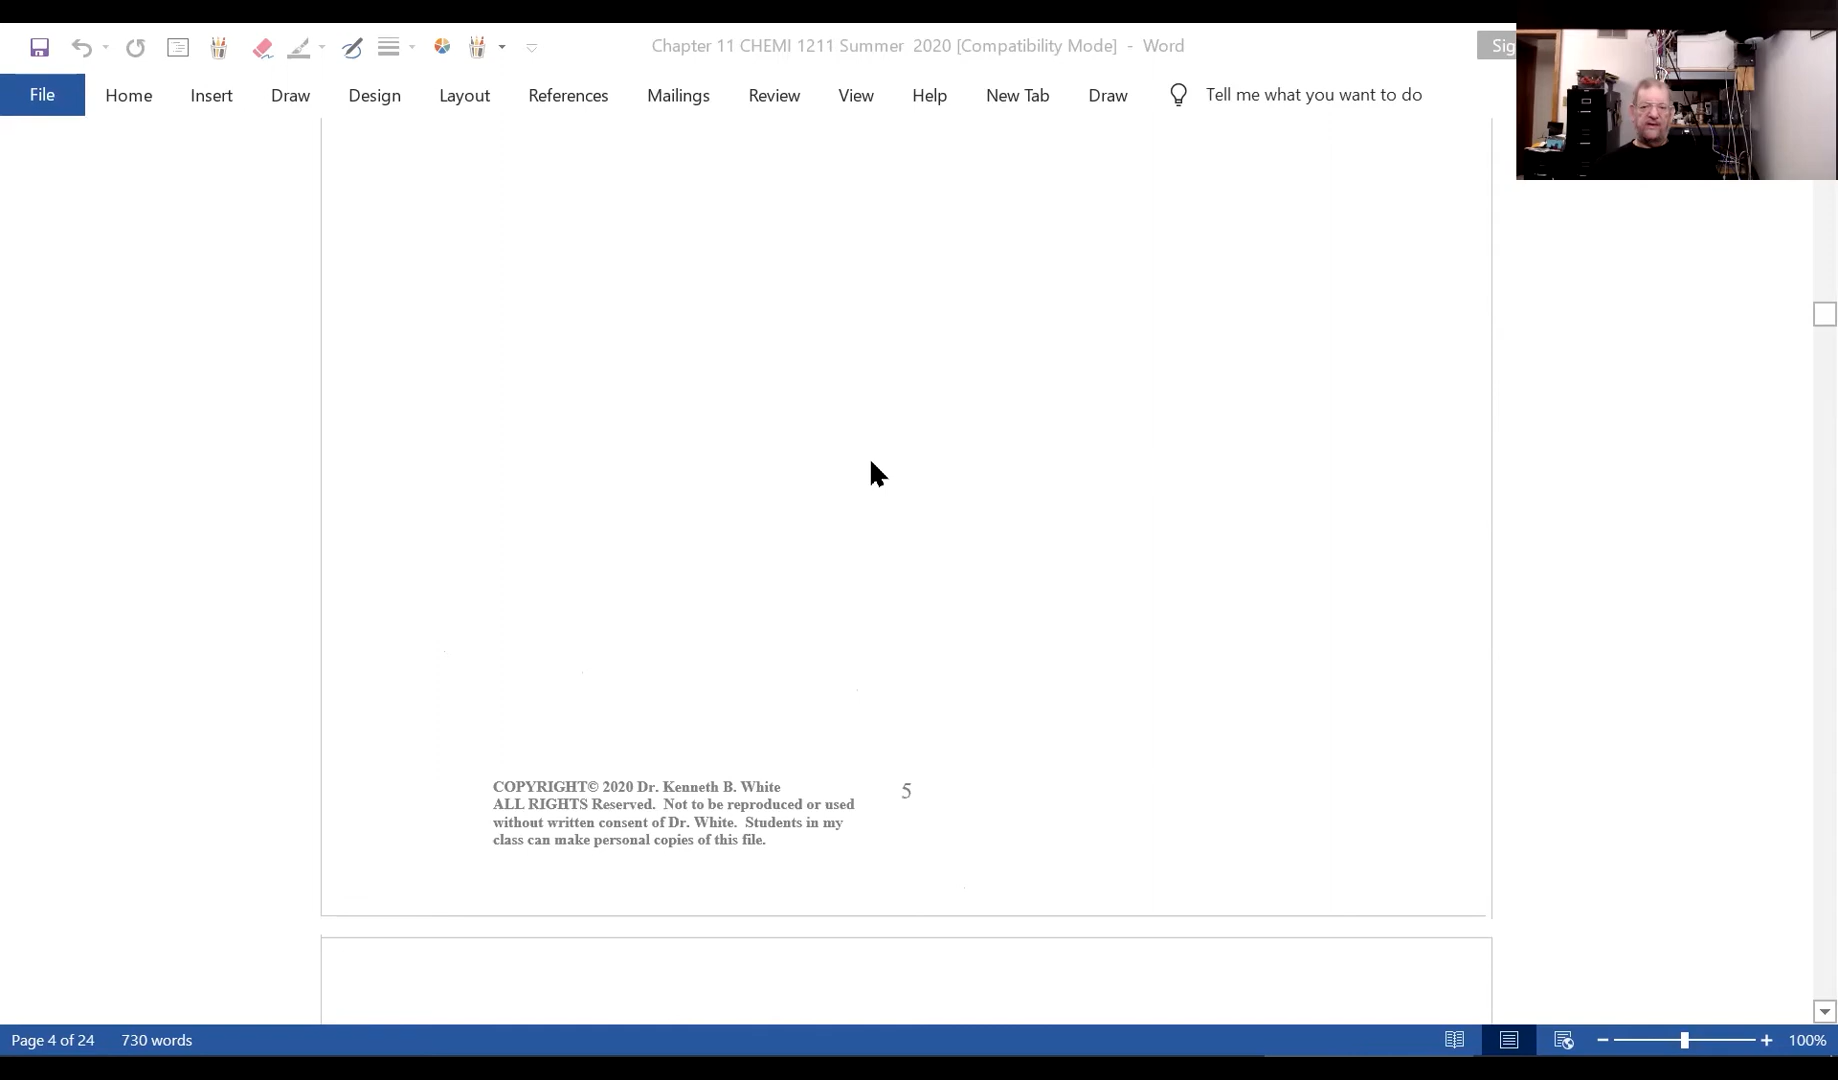 Chapter 11 CHEMI 1211 Summer  2020 [Compatibility Mode]  -  Word
Sig
File Home Insert Draw Design Layout References Mailings Review View Help New Tab Draw Tell me what you want to do
COPYRIGHT© 2020 Dr. Kenneth B. White
5
ALL RIGHTS Reserved.  Not to be reproduced or used
without written consent of Dr. White.  Students in my
class can make personal copies of this file.
Page 4 of 24 730 words 100%